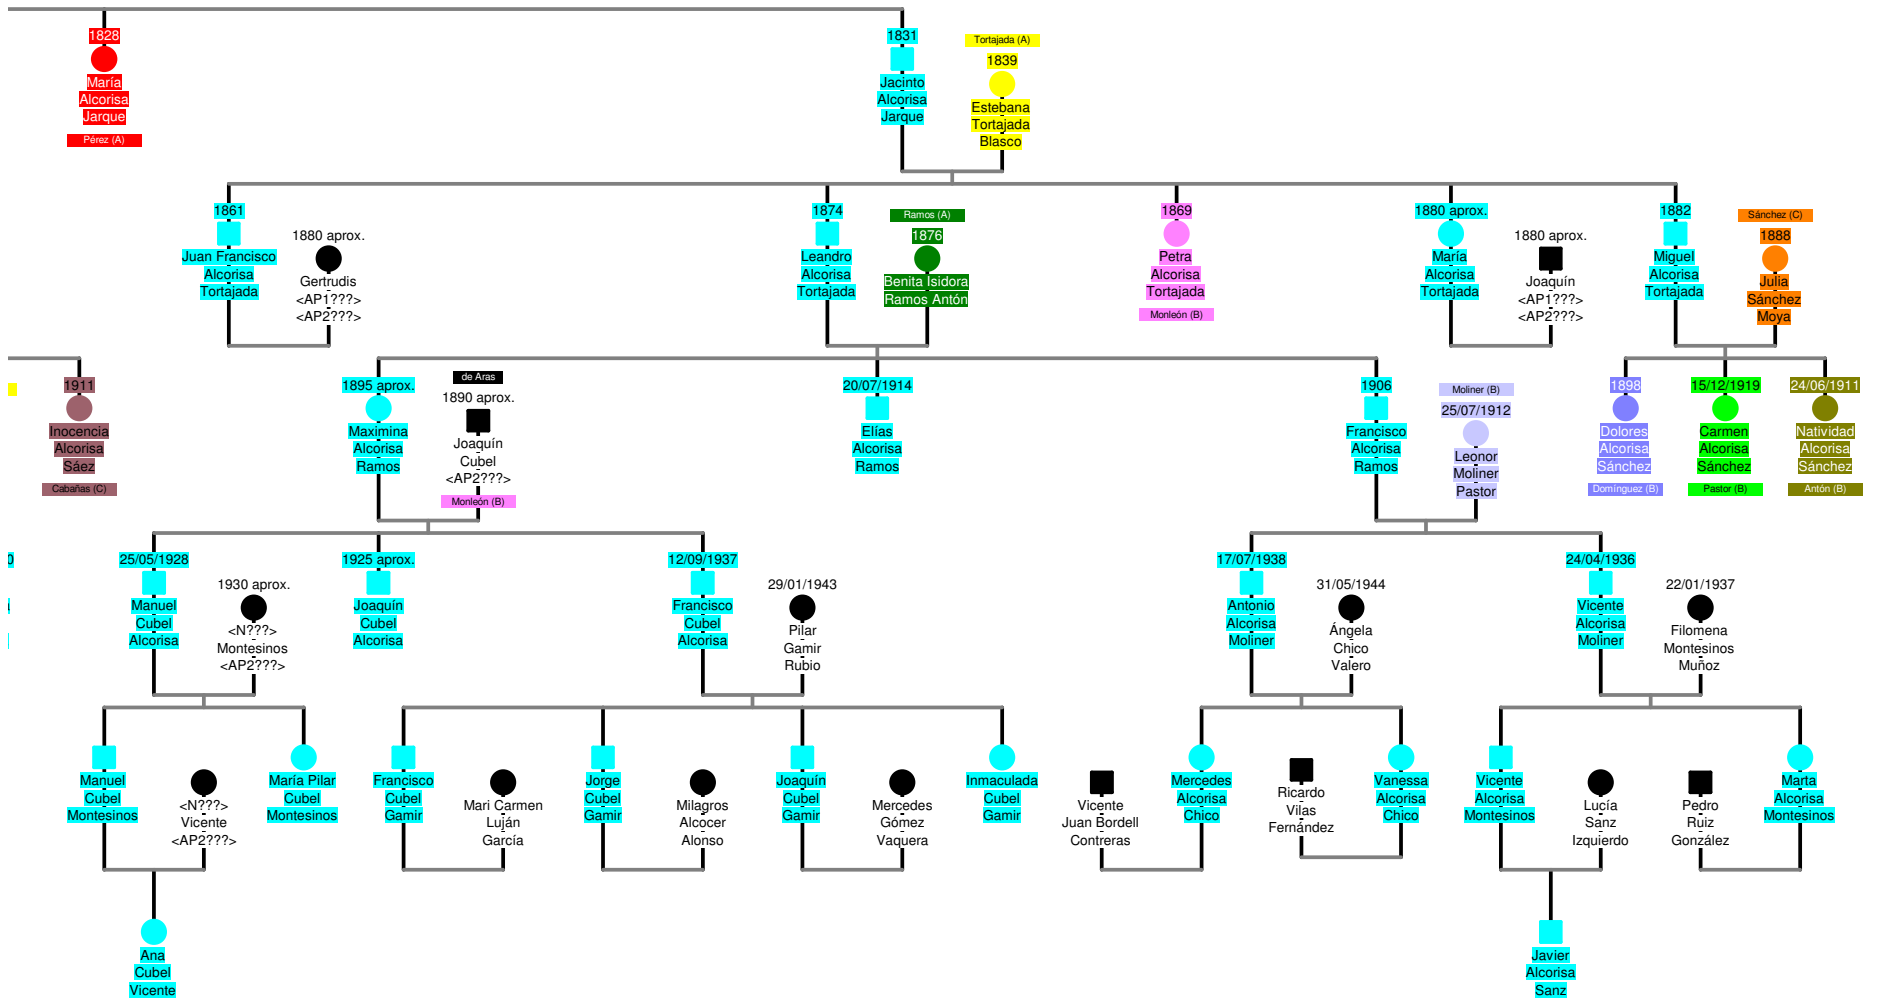 1828
María
Alcorisa
Jarque
Pérez (A)
1831
Jacinto
Alcorisa
Jarque
Tortajada (A)
1839
Estebana
Tortajada
Blasco
1861
Juan Francisco
Alcorisa
Tortajada
1880 aprox.
Gertrudis
<AP1???>
<AP2???>
1874
Leandro
Alcorisa
Tortajada
Ramos (A)
1876
Benita Isidora
Ramos Antón
1869
Petra
Alcorisa
Tortajada
Monleón (B)
1880 aprox.
María
Alcorisa
Tortajada
1880 aprox.
Joaquín
<AP1???>
<AP2???>
1882
Miguel
Alcorisa
Tortajada
Sánchez (C)
1888
Julia
Sánchez
Moya
1911
Inocencia
Alcorisa
Sáez
Cabañas (C)
1895 aprox.
Maximina
Alcorisa
Ramos
de Aras
1890 aprox.
Joaquín
Cubel
<AP2???>
Monleón (B)
20/07/1914
Elías
Alcorisa
Ramos
1906
Francisco
Alcorisa
Ramos
Moliner (B)
25/07/1912
Leonor
Moliner
Pastor
1898
Dolores
Alcorisa
Sánchez
Domínguez (B)
15/12/1919
Carmen
Alcorisa
Sánchez
Pastor (B)
24/06/1911
Natividad
Alcorisa
Sánchez
Antón (B)
25/05/1928
Manuel
Cubel
Alcorisa
1930 aprox.
<N???>
Montesinos
<AP2???>
1925 aprox.
Joaquín
Cubel
Alcorisa
12/09/1937
Francisco
Cubel
Alcorisa
29/01/1943
Pilar
Gamir
Rubio
17/07/1938
Antonio
Alcorisa
Moliner
31/05/1944
Ángela
Chico
Valero
24/04/1936
Vicente
Alcorisa
Moliner
22/01/1937
Filomena
Montesinos
Muñoz
Manuel
Cubel
Montesinos
<N???>
Vicente
<AP2???>
María Pilar
Cubel
Montesinos
Francisco
Cubel
Gamir
Mari Carmen
Luján
García
Jorge
Cubel
Gamir
Milagros
Alcocer
Alonso
Joaquín
Cubel
Gamir
Mercedes
Gómez
Vaquera
Inmaculada
Cubel
Gamir
Vicente
Juan Bordell
Contreras
Mercedes
Alcorisa
Chico
Ricardo
Vilas
Fernández
Vanessa
Alcorisa
Chico
Vicente
Alcorisa
Montesinos
Lucía
Sanz
Izquierdo
Pedro
Ruiz
González
Marta
Alcorisa
Montesinos
Ana
Cubel
Vicente
Javier
Alcorisa
Sanz